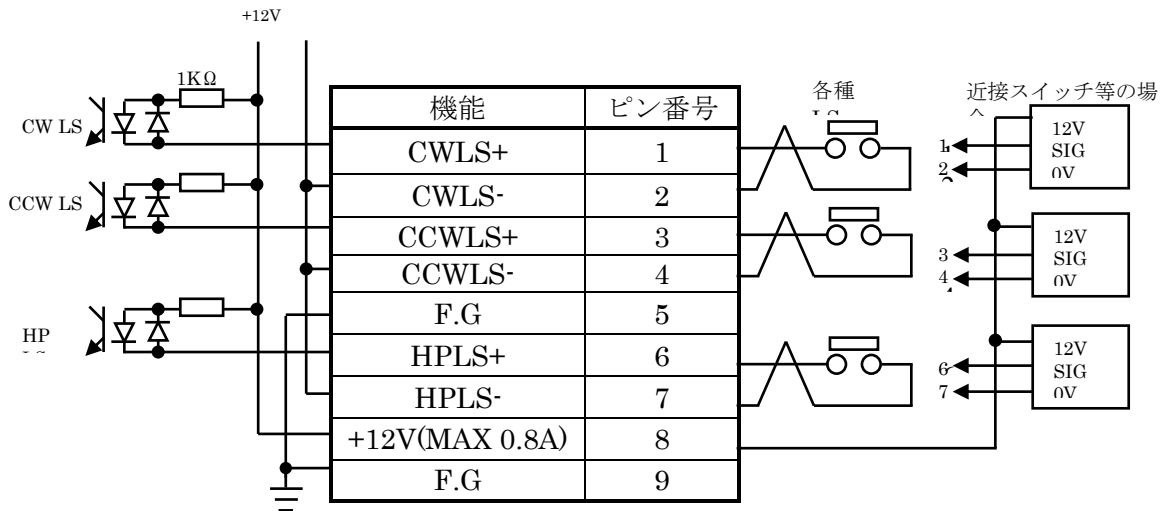 +12V
1KΩ
CW LS
CCW LS
HP
機能 ピン番号
CWLS+ 1
CWLS- 2
CCWLS+ 3
CCWLS- 4
F.G 5
HPLS+ 6
HPLS- 7
+12V(MAX 0.8A) 8
F.G 9
各種
近接スイッチ等の場
1
2
12V
SIG
0V
3
4
12V
SIG
0V
6
7
12V
SIG
0V